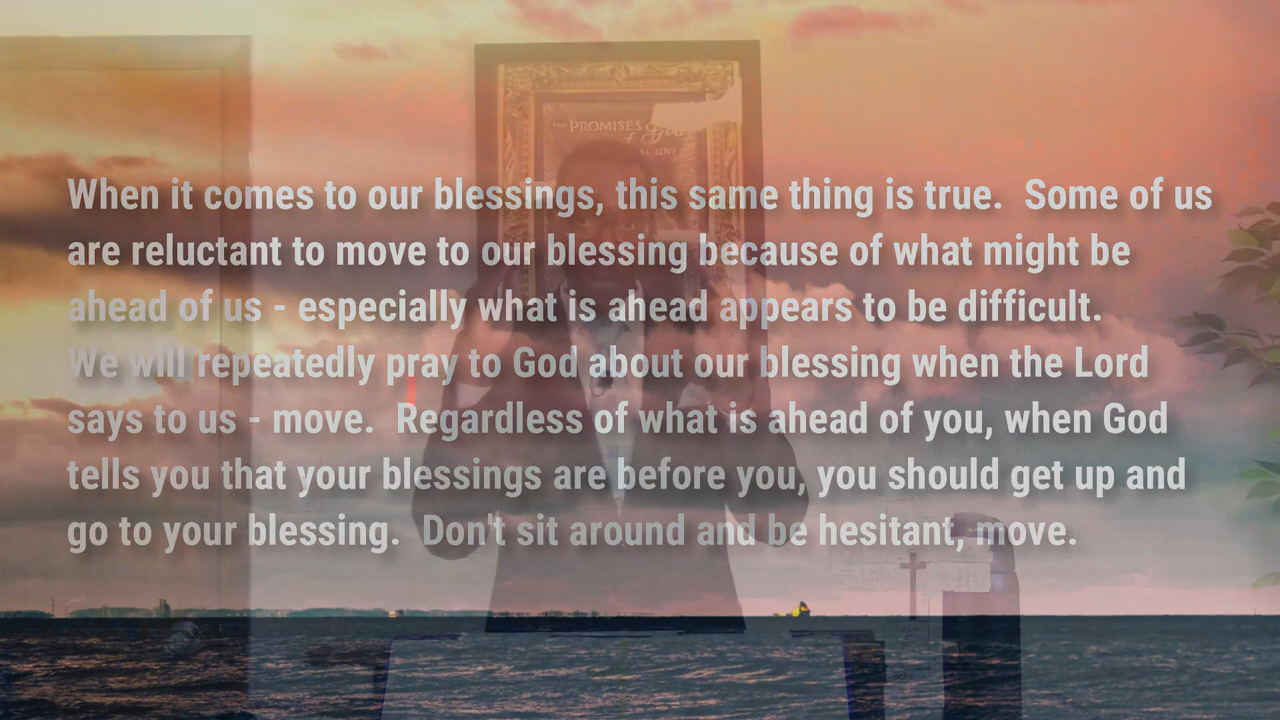 THE PROMISES
of God
When it comes to our blessings, this same thing is true.  Some of us
are reluctant to move to our blessing because of what might be
ahead of us - especially what is ahead appears to be difficult.
We will repeatedly pray to God about our blessing when the Lord
says to us - move.  Regardless of what is ahead of you, when God
tells you that your blessings are before you, you should get up and
go to your blessing.  Don't sit around and be hesitant, move.